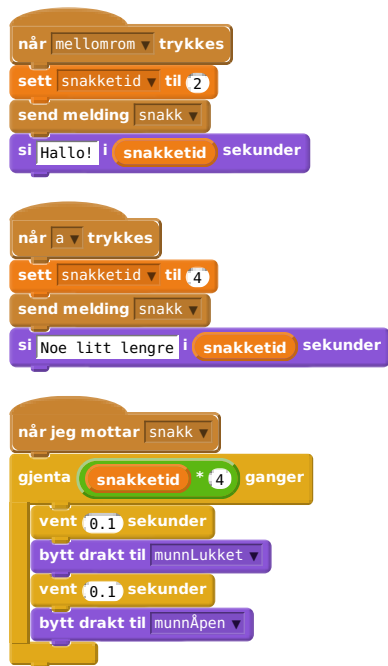 når mellomrom ▼ trykkes
sett snakketid ▼ til 2
send melding snakk ▼
si Hallo! i snakketid sekunder
når a ▼ trykkes
sett snakketid ▼ til 4
send melding snakk ▼
si Noe litt lengre i snakketid sekunder
når jeg mottar snakk ▼
gjenta snakketid * 4 ganger
vent 0.1 sekunder
bytt drakt til munnLukket ▼
vent 0.1 sekunder
bytt drakt til munnÅpen ▼